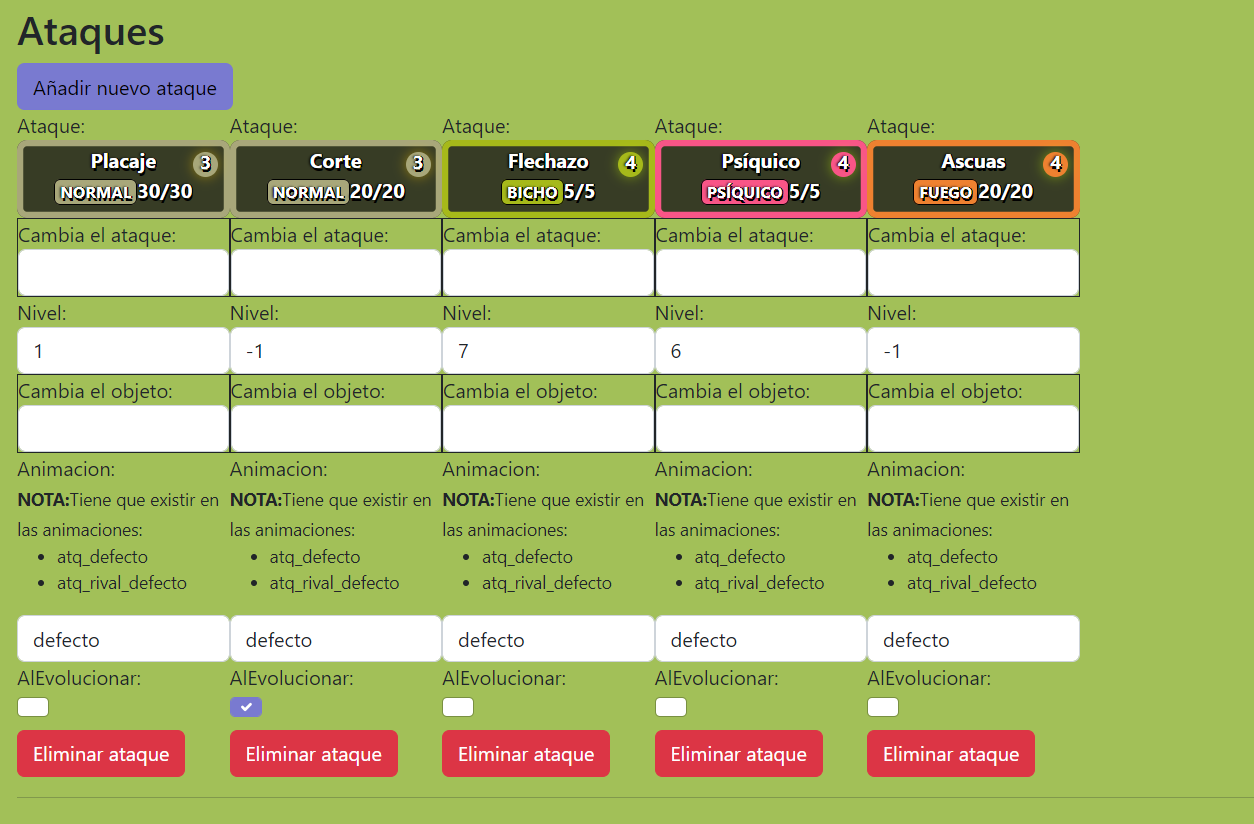 Ataques
Añadir nuevo ataque
Ataque: Ataque: Ataque: Ataque: Ataque:
Placaje 3 Corte 3 Flechazo 4 Psíquico 4 Ascuas 4
NORMAL 30/30 NORMAL 20/20 BICHO 5/5 PSÍQUICO 5/5 FUEGO 20/20
Cambia el ataque: Cambia el ataque: Cambia el ataque: Cambia el ataque: Cambia el ataque:
Nivel: Nivel: Nivel: Nivel: Nivel:
1 -1 7 6 -1
Cambia el objeto: Cambia el objeto: Cambia el objeto: Cambia el objeto: Cambia el objeto:
Animacion: Animacion: Animacion: Animacion: Animacion:
NOTA:Tiene que existir en NOTA:Tiene que existir en NOTA:Tiene que existir en NOTA:Tiene que existir en NOTA:Tiene que existir en
las animaciones: las animaciones: las animaciones: las animaciones: las animaciones:
• atq_defecto • atq_defecto • atq_defecto • atq_defecto • atq_defecto
• atq_rival_defecto • atq_rival_defecto • atq_rival_defecto • atq_rival_defecto • atq_rival_defecto
defecto defecto defecto defecto defecto
AlEvolucionar: AlEvolucionar: AlEvolucionar: AlEvolucionar: AlEvolucionar:
Eliminar ataque Eliminar ataque Eliminar ataque Eliminar ataque Eliminar ataque